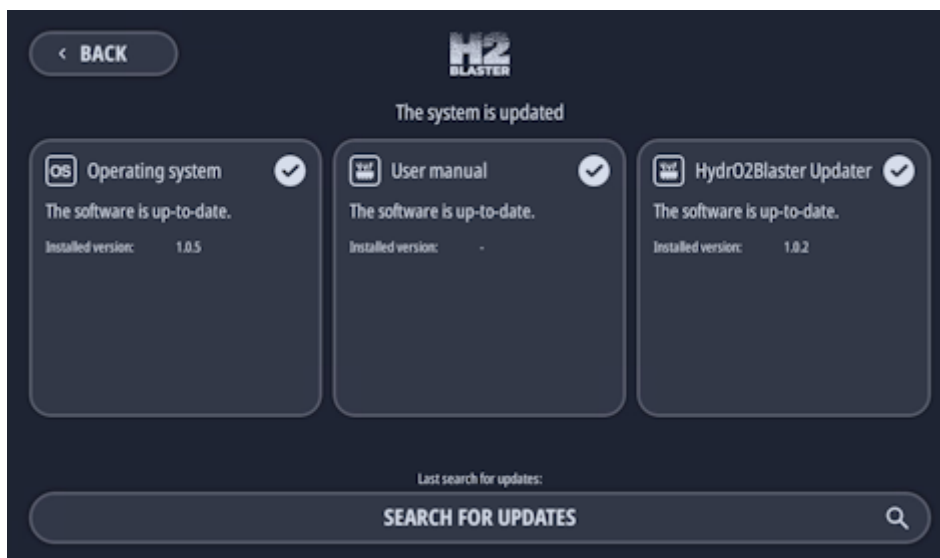 < BACK
H2
BLASTER
The system is updated
OS Operating system
The software is up-to-date.
Installed version: 1.0.5
User manual
The software is up-to-date.
Installed version: -
HydrO2Blaster Updater
The software is up-to-date.
Installed version: 1.0.2
Last search for updates:
SEARCH FOR UPDATES